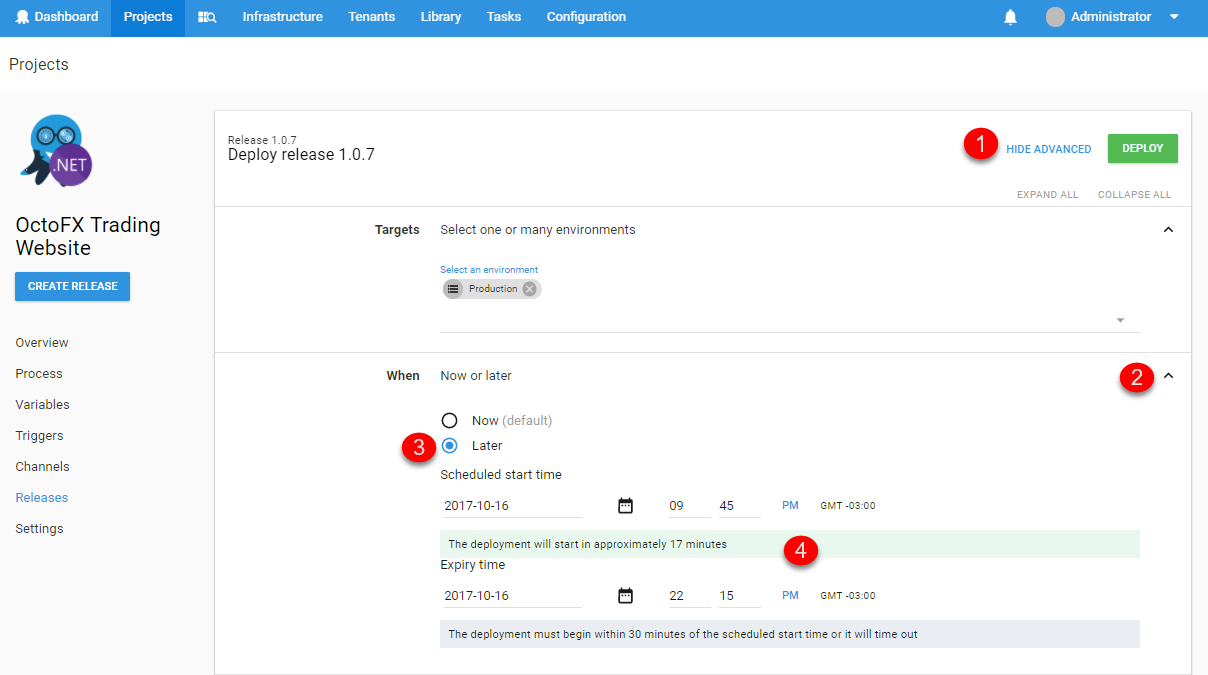 Dashboard Projects Infrastructure Tenants Library Tasks Configuration Administrator
Projects
.NET
OctoFX Trading
Website
CREATE RELEASE
Overview
Process
Variables
Triggers
Channels
Releases
Settings
Release 1.0.7
Deploy release 1.0.7
1 HIDE ADVANCED DEPLOY
EXPAND ALL COLLAPSE ALL
Targets Select one or many environments
Select an environment
Production
When Now or later 2
Now (default)
3 Later
Scheduled start time
2017-10-16 09 45 PM GMT -03:00
The deployment will start in approximately 17 minutes 4
Expiry time
2017-10-16 22 15 PM GMT -03:00
The deployment must begin within 30 minutes of the scheduled start time or it will time out